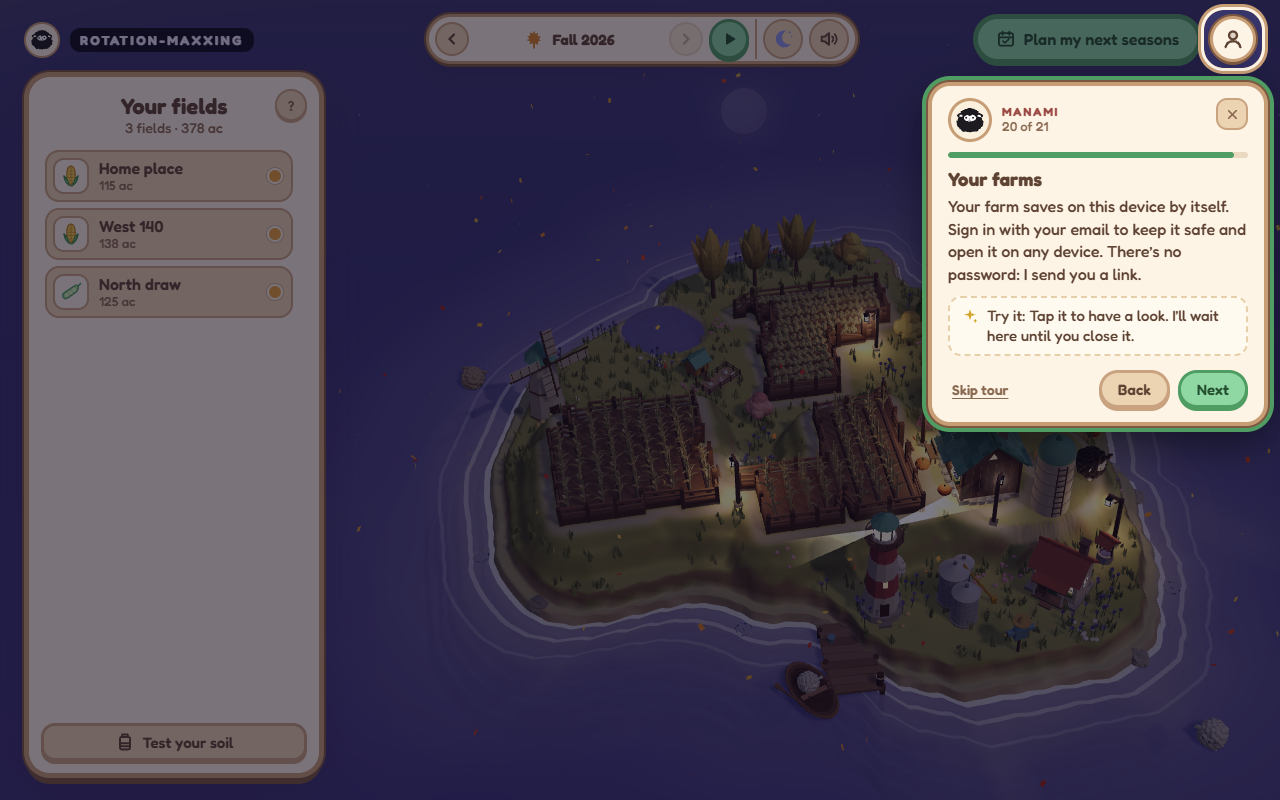 ROTATION-MAXXING
Fall 2026
Plan my next seasons
Your fields
?
3 fields · 378 ac
Home place
115 ac
West 140
138 ac
North draw
125 ac
Test your soil
MANAMI
20 of 21
Your farms
Your farm saves on this device by itself.
Sign in with your email to keep it safe and
open it on any device. There's no
password: I send you a link.
Try it: Tap it to have a look. I'll wait
here until you close it.
Skip tour
Back
Next